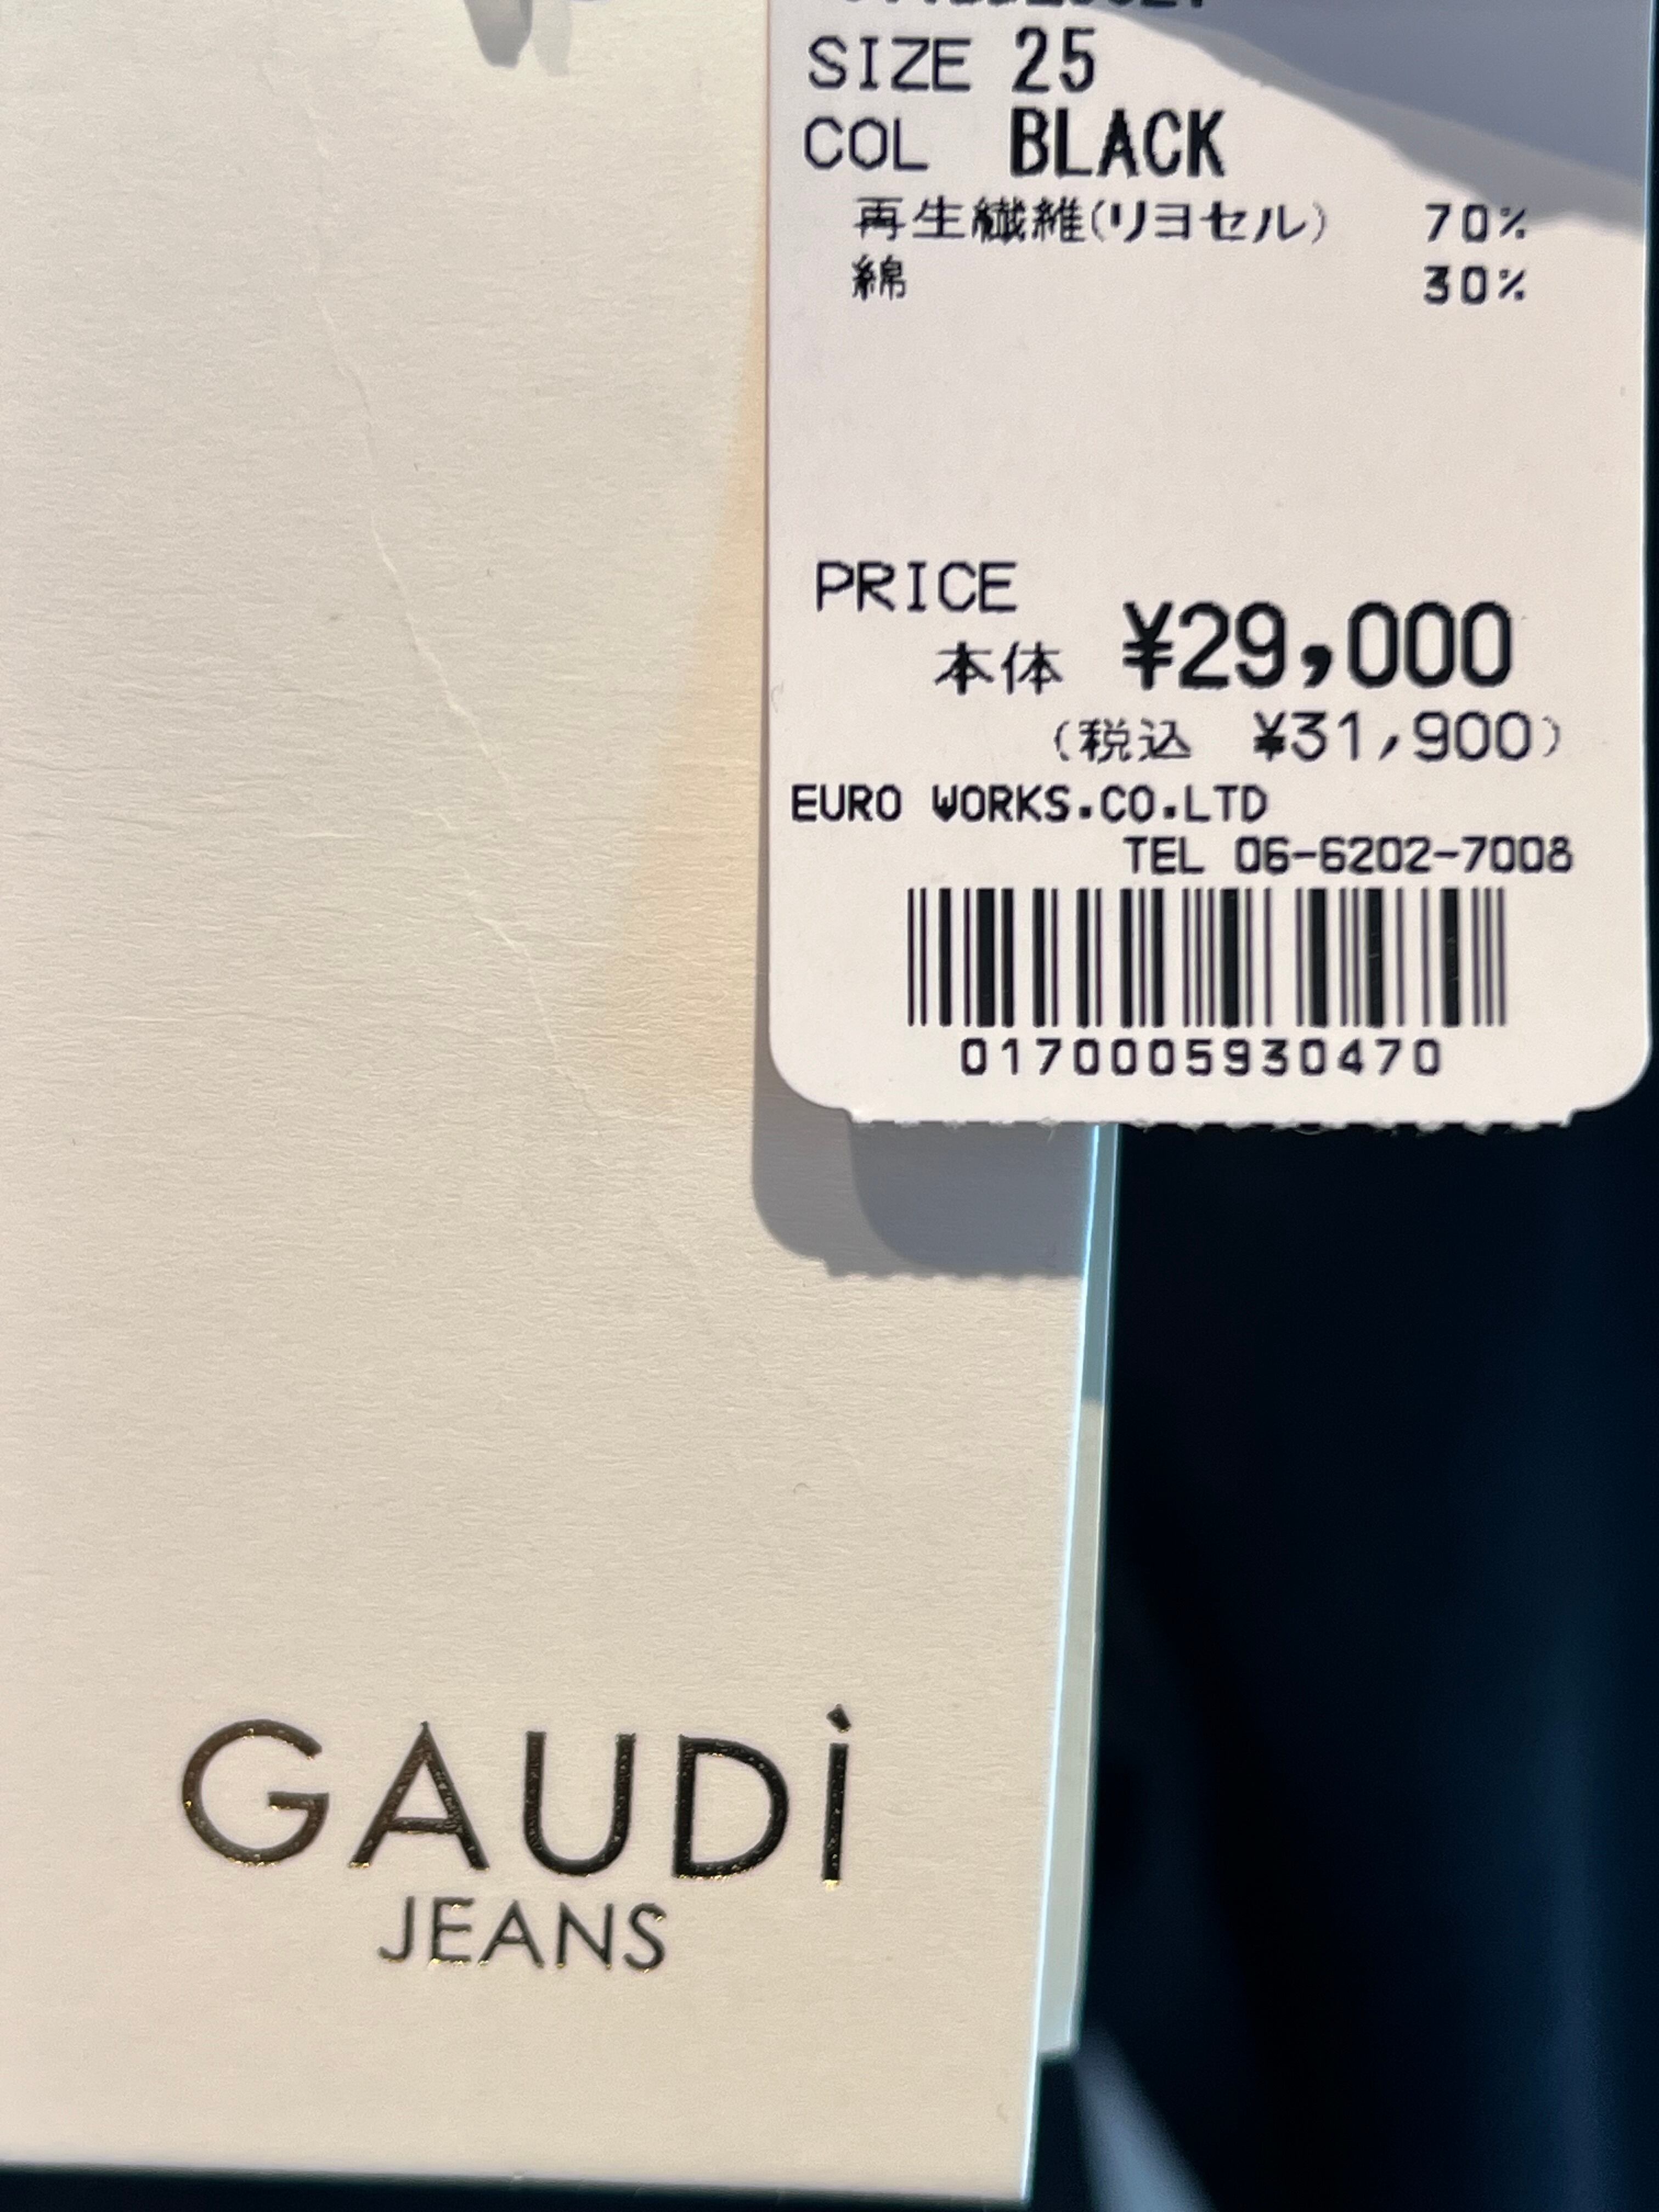 SIZE 25
COL BLACK
再生繊維(リヨセル) 70%
綿 30%
PRICE
本体 ¥29,000
(税込 ¥31,900)
EURO WORKS.CO.LTD
TEL 06-6202-7008
0170005930470
GAUDÌ
JEANS